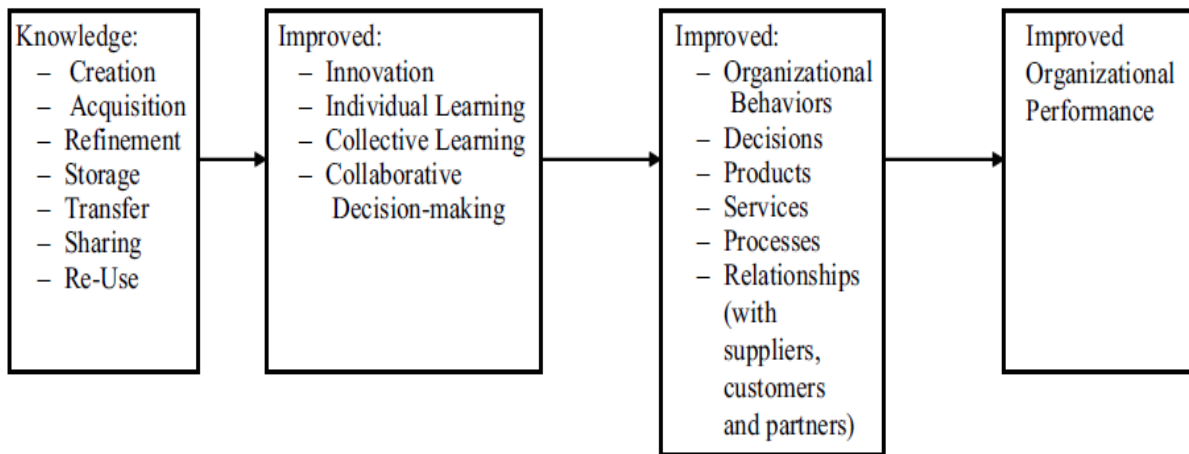 Knowledge:
– Creation
– Acquisition
– Refinement
– Storage
– Transfer
– Sharing
– Re-Use
Improved:
– Innovation
– Individual Learning
– Collective Learning
– Collaborative
Decision-making
Improved:
– Organizational
Behaviors
– Decisions
– Products
– Services
– Processes
– Relationships
(with
suppliers,
customers
and partners)
Improved
Organizational
Performance